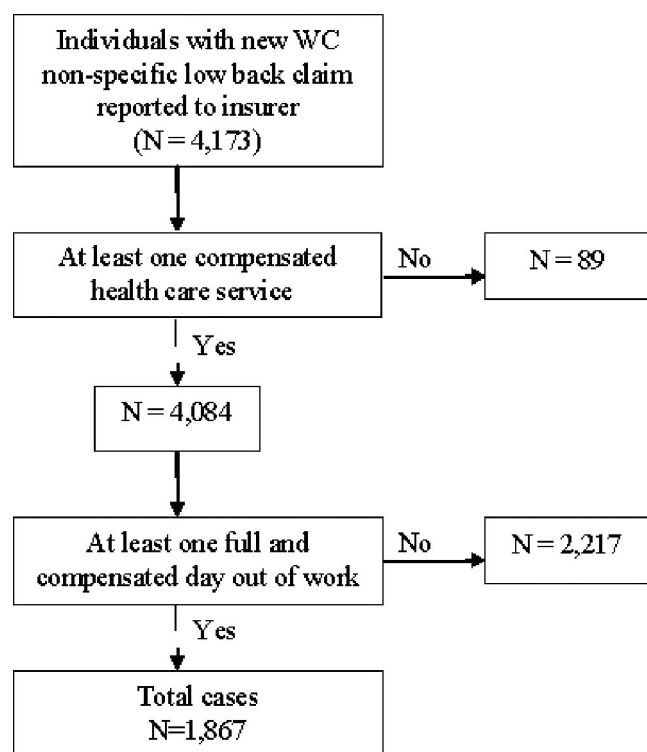 Individuals with new WC
non-specific low back claim
reported to insurer
(N = 4,173)
At least one compensated
health care service
No
N = 89
Yes
N = 4,084
At least one full and
compensated day out of work
No
N = 2,217
Yes
Total cases
N=1,867